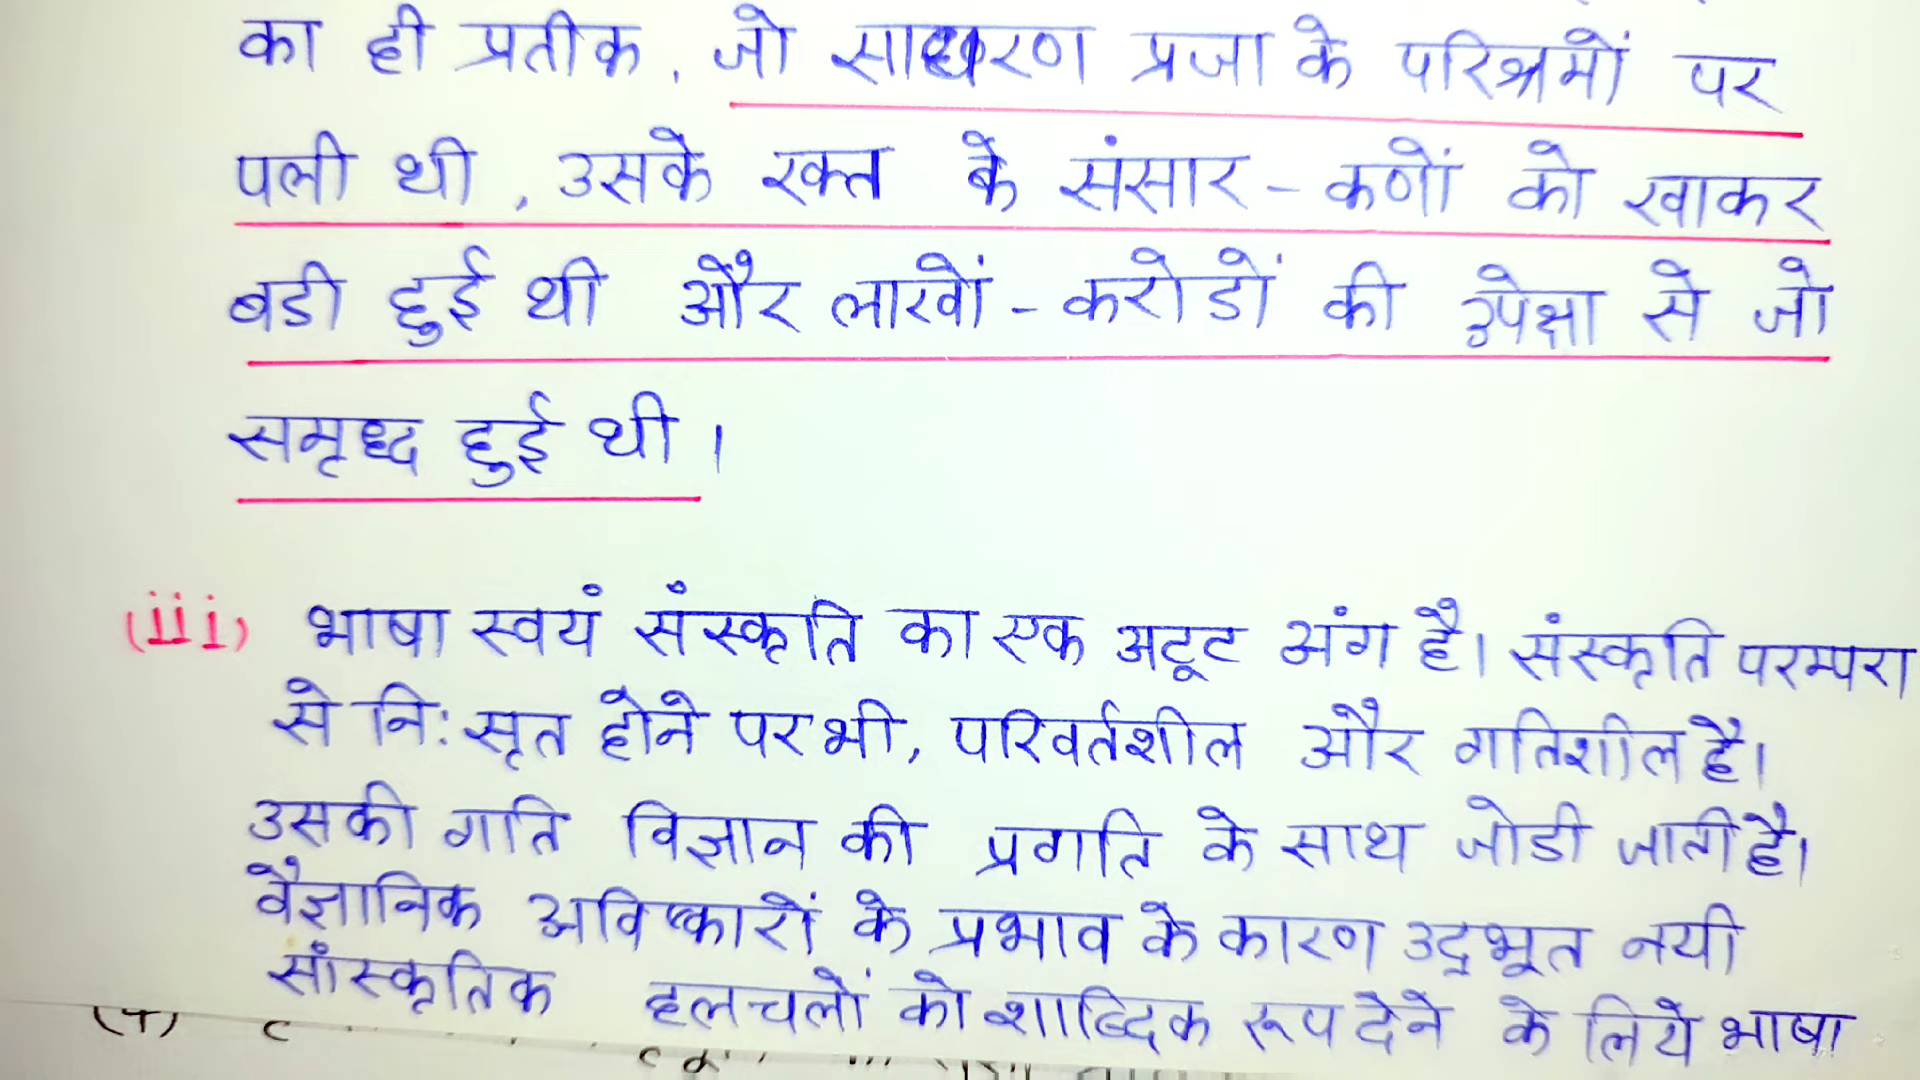 का ही प्रतीक, जो साधारण प्रजा के परिश्रमों पर
पली थी, उसके रक्त के संसार-कणों को खाकर
बडी हुई थी और लाखों-करोडों की उपेक्षा से जो
समृध्द हुई थी।
(iii) भाषा स्वयं संस्कृति का एक अटूट अंग है। संस्कृति परम्परा
से नि:सृत होने पर भी, परिवर्तशील और गतिशील है।
उसकी गति विज्ञान की प्रगति के साथ जोडी जाती है।
वैज्ञानिक अविष्कारों के प्रभाव के कारण उद्भूत नयी
सांस्कृतिक हलचलों को शाब्दिक रूप देने के लिये भाषा